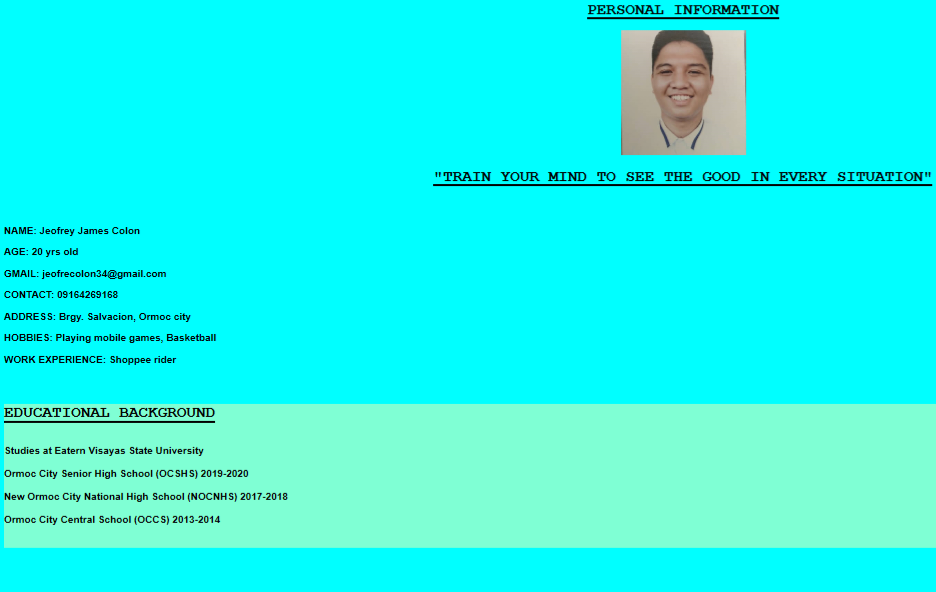 PERSONAL INFORMATION
"TRAIN YOUR MIND TO SEE THE GOOD IN EVERY SITUATION"
NAME: Jeofrey James Colon
AGE: 20 yrs old
GMAIL: jeofrecolon34@gmail.com
CONTACT: 09164269168
ADDRESS: Brgy. Salvacion, Ormoc city
HOBBIES: Playing mobile games, Basketball
WORK EXPERIENCE: Shoppee rider
EDUCATIONAL BACKGROUND
Studies at Eatern Visayas State University
Ormoc City Senior High School (OCSHS) 2019-2020
New Ormoc City National High School (NOCNHS) 2017-2018
Ormoc City Central School (OCCS) 2013-2014